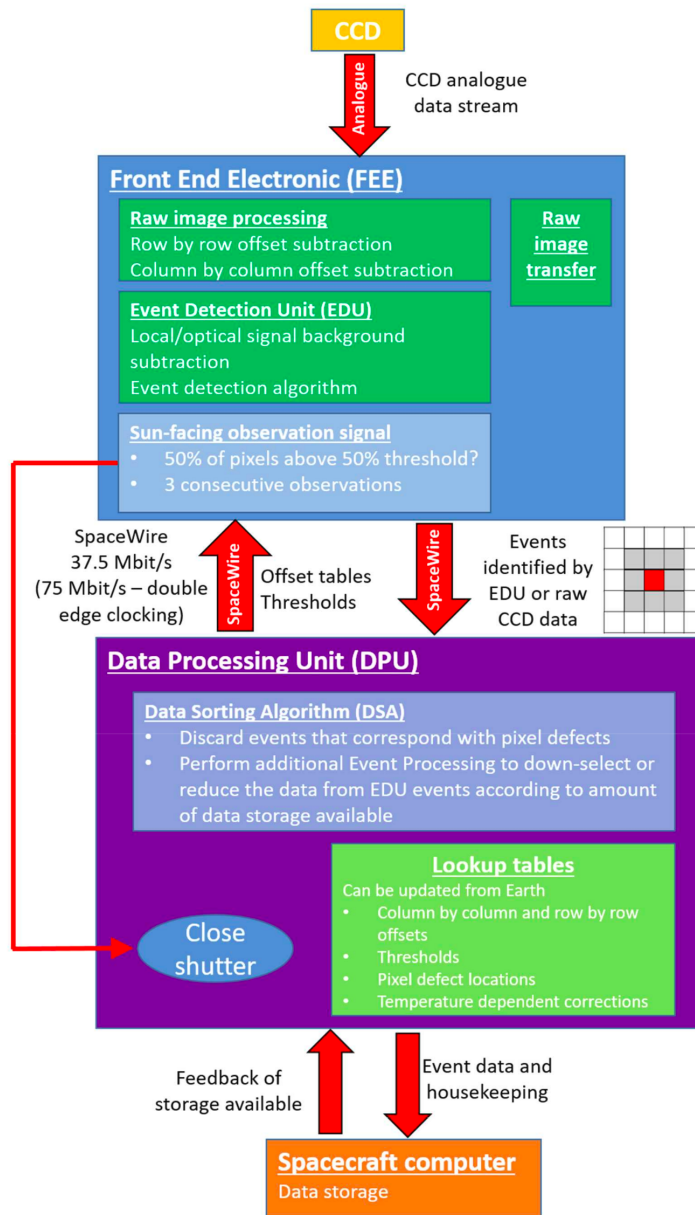 CCD
Analogue
CCD analogue
data stream
Front End Electronic (FEE)
Raw image processing
Row by row offset subtraction
Column by column offset subtraction
Raw
image
transfer
Event Detection Unit (EDU)
Local/optical signal background
subtraction
Event detection algorithm
Sun-facing observation signal
• 50% of pixels above 50% threshold?
• 3 consecutive observations
SpaceWire
37.5 Mbit/s
(75 Mbit/s – double
edge clocking)
SpaceWire
Offset tables
Thresholds
SpaceWire
Events
identified by
EDU or raw
CCD data
Data Processing Unit (DPU)
Data Sorting Algorithm (DSA)
• Discard events that correspond with pixel defects
• Perform additional Event Processing to down-select or
reduce the data from EDU events according to amount
of data storage available
Lookup tables
Can be updated from Earth
• Column by column and row by row
offsets
• Thresholds
• Pixel defect locations
• Temperature dependent corrections
Close
shutter
Feedback of
storage available
Event data and
housekeeping
Spacecraft computer
Data storage